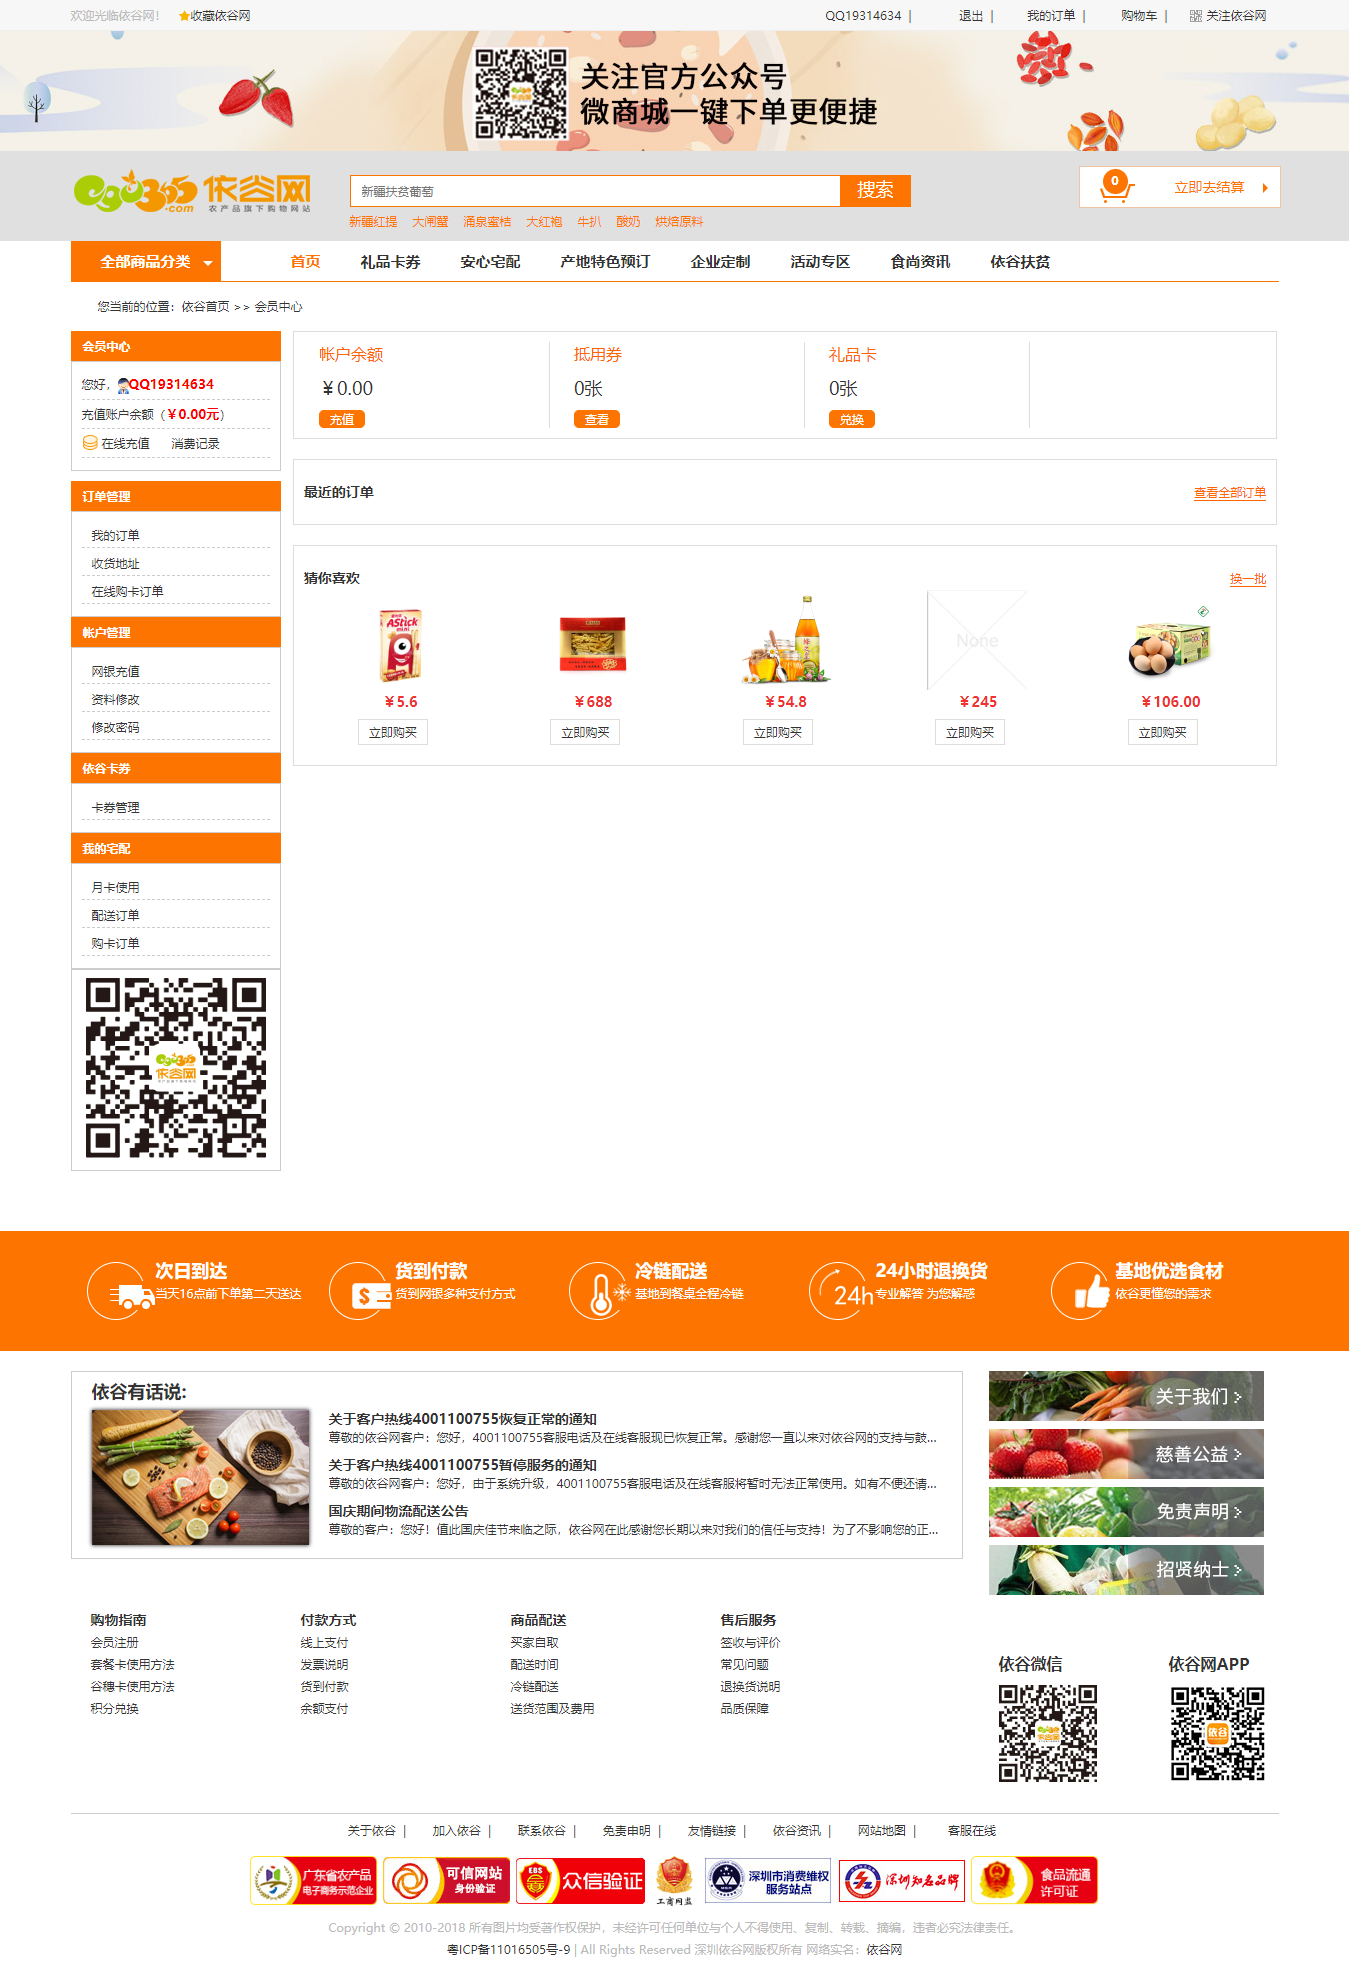 欢迎光临依谷网! 收藏依谷网 QQ19314634 | 退出 | 我的订单 | 购物车 | 关注依谷网
关注官方公众号
微商城一键下单更便捷
egu365.com 依谷网 农产品旗下购物网站
新疆扶贫葡萄 搜索
0 立即去结算
新疆红提 大闸蟹 涌泉蜜桔 大红袍 牛扒 酸奶 烘焙原料
全部商品分类 首页 礼品卡券 安心宅配 产地特色预订 企业定制 活动专区 食尚资讯 依谷扶贫
您当前的位置：依谷首页 >> 会员中心
会员中心
您好，QQ19314634
充值账户余额（￥0.00元）
在线充值 消费记录
订单管理
我的订单
收货地址
在线购卡订单
帐户管理
网银充值
资料修改
修改密码
依谷卡券
卡券管理
我的宅配
月卡使用
配送订单
购卡订单
egu365
依谷网
帐户余额 抵用券 礼品卡
￥0.00 0张 0张
充值 查看 兑换
最近的订单 查看全部订单
猜你喜欢 换一批
AStick
mini
None
￥5.6 ￥688 ￥54.8 ￥245 ￥106.00
立即购买 立即购买 立即购买 立即购买 立即购买
次日到达 货到付款 冷链配送 24小时退换货 基地优选食材
当天16点前下单第二天送达 货到网银多种支付方式 基地到餐桌全程冷链 24h 专业解答 为您解惑 依谷更懂您的需求
依谷有话说:
关于客户热线4001100755恢复正常的通知
尊敬的依谷网客户：您好，4001100755客服电话及在线客服现已恢复正常。感谢您一直以来对依谷网的支持与鼓...
关于客户热线4001100755暂停服务的通知
尊敬的依谷网客户：您好，由于系统升级，4001100755客服电话及在线客服将暂时无法正常使用。如有不便还请...
国庆期间物流配送公告
尊敬的客户：您好！值此国庆佳节来临之际，依谷网在此感谢您长期以来对我们的信任与支持！为了不影响您的正...
关于我们 >
慈善公益 >
免责声明 >
招贤纳士 >
购物指南 付款方式 商品配送 售后服务
会员注册 线上支付 买家自取 签收与评价
套餐卡使用方法 发票说明 配送时间 常见问题
谷穗卡使用方法 货到付款 冷链配送 退换货说明
积分兑换 余额支付 送货范围及费用 品质保障
依谷微信 依谷网APP
依谷
关于依谷 | 加入依谷 | 联系依谷 | 免责申明 | 友情链接 | 依谷资讯 | 网站地图 | 客服在线
广东省农产品
电子商务示范企业
可信网站
身份验证
EBS 众信验证
工商网监
深圳市消费维权
服务站点
深圳知名品牌
食品流通
许可证
Copyright © 2010-2018 所有图片均受著作权保护，未经许可任何单位与个人不得使用、复制、转载、摘编，违者必究法律责任。
粤ICP备11016505号-9 | All Rights Reserved 深圳依谷网版权所有 网络实名：依谷网